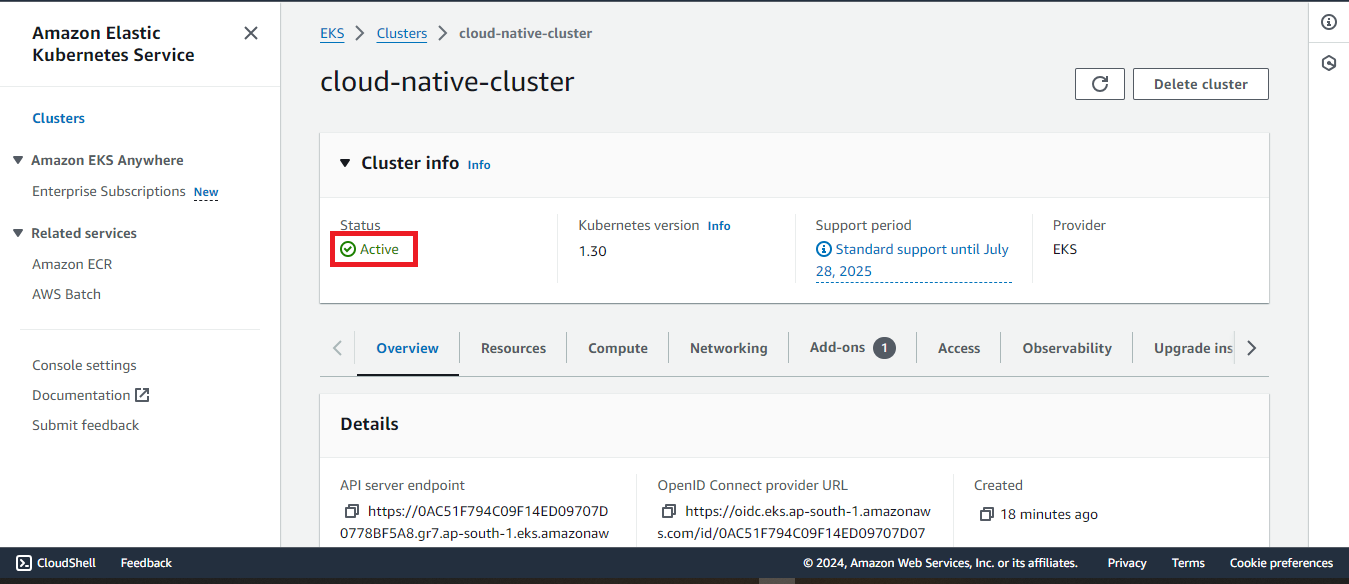 Amazon Elastic
Kubernetes Service
Clusters
Amazon EKS Anywhere
Enterprise Subscriptions New
Related services
Amazon ECR
AWS Batch
Console settings
Documentation
Submit feedback
EKS Clusters cloud-native-cluster
cloud-native-cluster
Delete cluster
Cluster info Info
Status
Active
Kubernetes version Info
1.30
Support period
Standard support until July
28, 2025
Provider
EKS
Overview Resources Compute Networking Add-ons 1 Access Observability Upgrade ins
Details
API server endpoint
https://0AC51F794C09F14ED09707D
0778BF5A8.gr7.ap-south-1.eks.amazonaw
OpenID Connect provider URL
https://oidc.eks.ap-south-1.amazonaw
s.com/id/0AC51F794C09F14ED09707D07
Created
18 minutes ago
CloudShell Feedback © 2024, Amazon Web Services, Inc. or its affiliates. Privacy Terms Cookie preferences